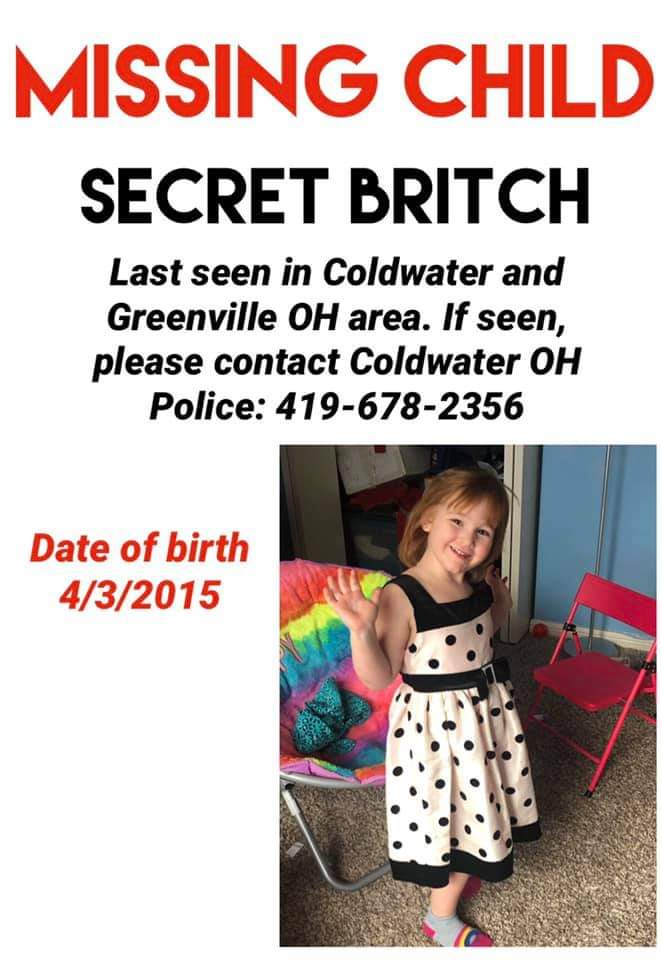 MISSING CHILD
SECRET BRITCH
Last seen in Coldwater and
Greenville OH area. If seen,
please contact Coldwater OH
Police: 419-678-2356
Date of birth
4/3/2015